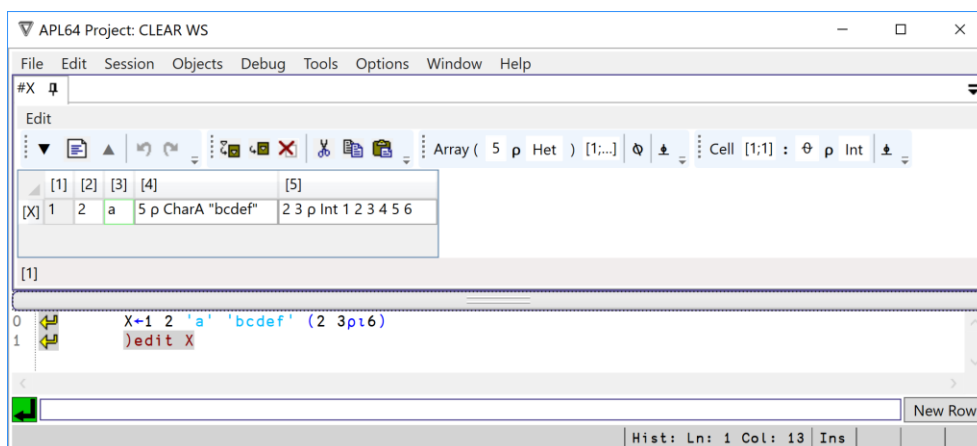 APL64 Project: CLEAR WS
File Edit Session Objects Debug Tools Options Window Help
#X
Edit
Array ( 5 ρ Het ) [1;...] ⍉ Cell [1;1] : ⍬ ρ Int
[1] [2] [3] [4] [5]
[X] 1 2 a 5 ρ CharA "bcdef" 2 3 ρ Int 1 2 3 4 5 6
[1]
0 X←1 2 'a' 'bcdef' (2 3⍴⍳6)
1 )edit X
New Row
Hist: Ln: 1 Col: 13 Ins